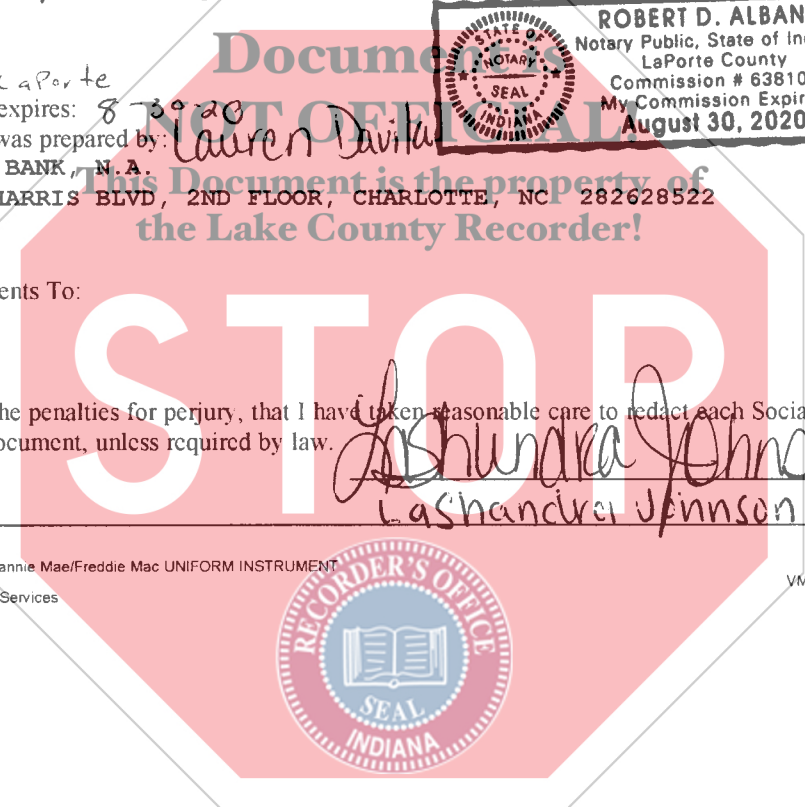 ROBERT D. ALBAN
Notary Public, State of In
LaPorte County
Commission # 63810
My Commission Expir
August 30, 2020
STATE OF
NOTARY
SEAL
INDIANA
Document is
NOT OFFICIAL
This Document is the property of
the Lake County Recorder!
LaPorte
expires: 8-30-20
was prepared by: Lauren Davila
BANK, N.A.
HARRIS BLVD, 2ND FLOOR, CHARLOTTE, NC 282628522
ents To:
STOP
he penalties for perjury, that I have taken reasonable care to redact each Socia
ocument, unless required by law.
LaShundra Johns
LaShandra Johnson
annie Mae/Freddie Mac UNIFORM INSTRUMENT
VM
Services
RECORDER'S OFFICE
SEAL
INDIANA